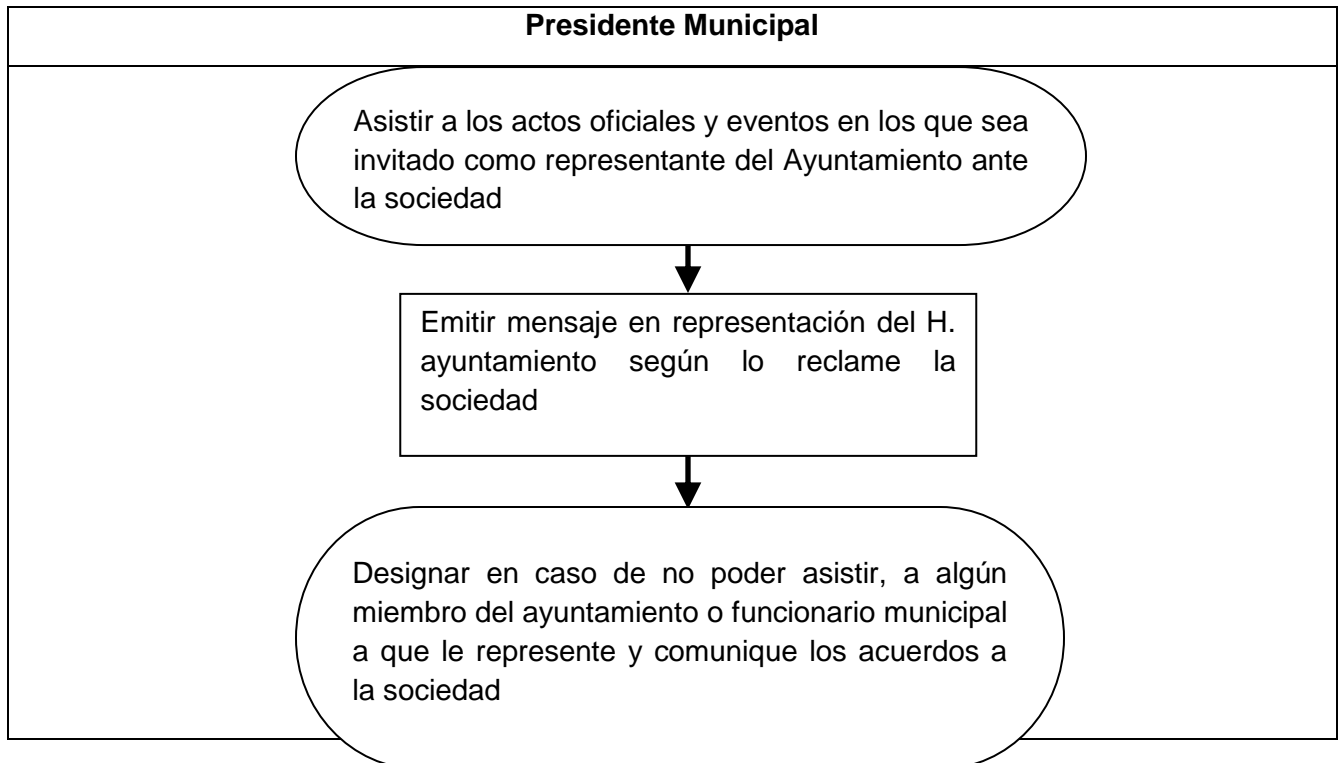 Presidente Municipal
Asistir a los actos oficiales y eventos en los que sea
invitado como representante del Ayuntamiento ante
la sociedad
Emitir mensaje en representación del H.
ayuntamiento según lo reclame la
sociedad
Designar en caso de no poder asistir, a algún
miembro del ayuntamiento o funcionario municipal
a que le represente y comunique los acuerdos a
la sociedad